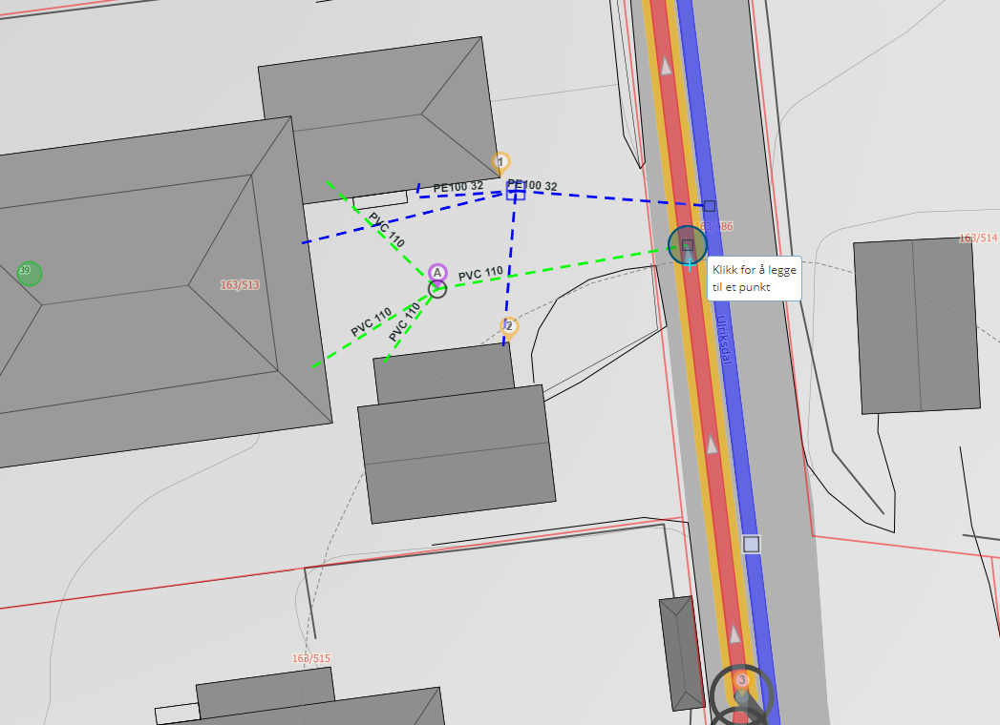 1
PE100 32
PE100 32
PVC 110
163/486
163/514
39
163/513
A
PVC 110
Klikk for å legge
til et punkt
PVC 110
PVC 110
2
Ulriksdal
163/515
3